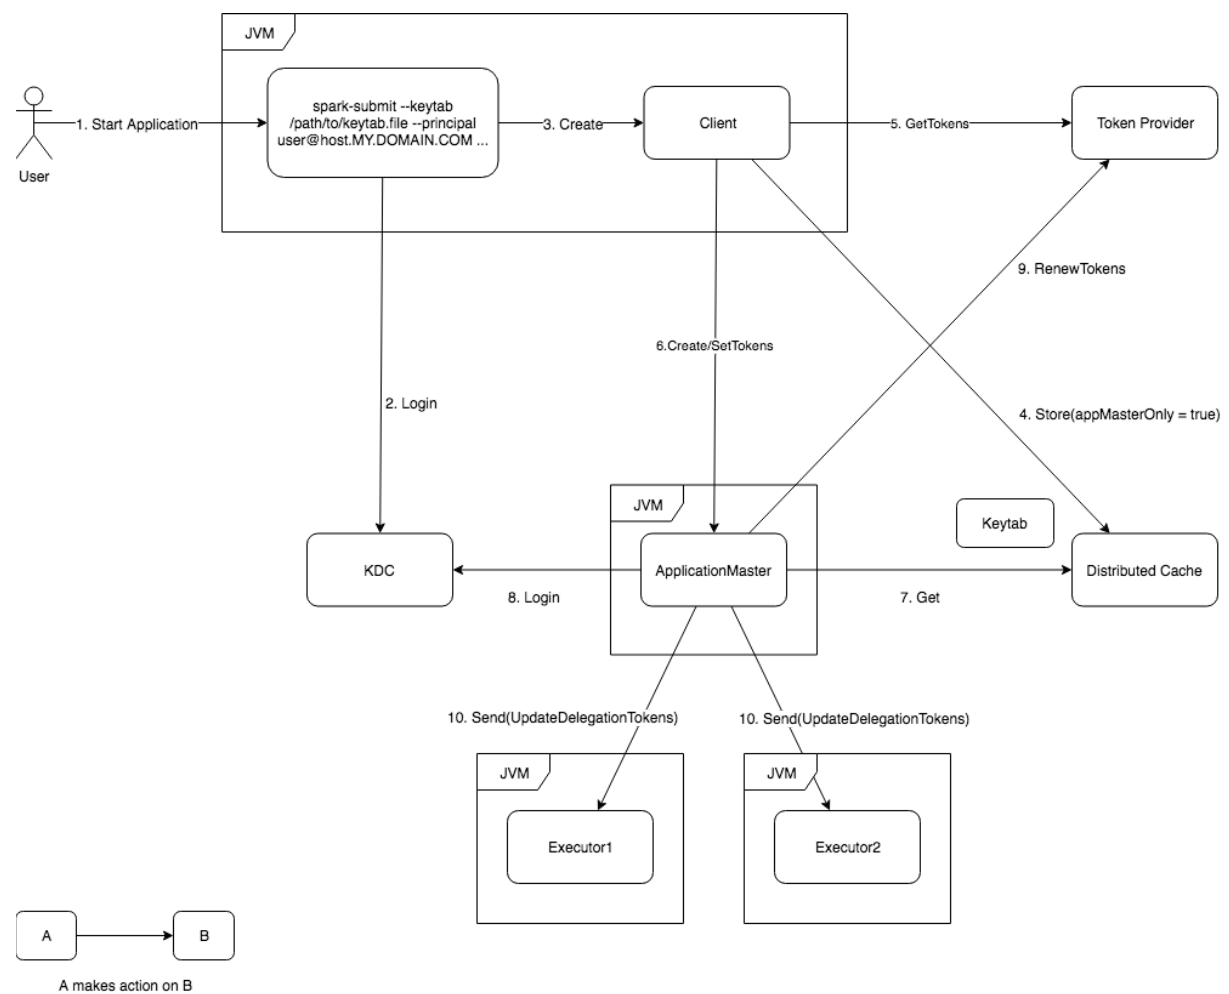 JVM
spark-submit --keytab
/path/to/keytab.file --principal
user@host.MY.DOMAIN.COM ...
1. Start Application
3. Create
Client
5. GetTokens
Token Provider
User
9. RenewTokens
6.Create/SetTokens
2. Login
4. Store(appMasterOnly = true)
JVM
Keytab
KDC
ApplicationMaster
Distributed Cache
8. Login
7. Get
10. Send(UpdateDelegationTokens)
10. Send(UpdateDelegationTokens)
JVM
JVM
Executor1
Executor2
A
B
A makes action on B